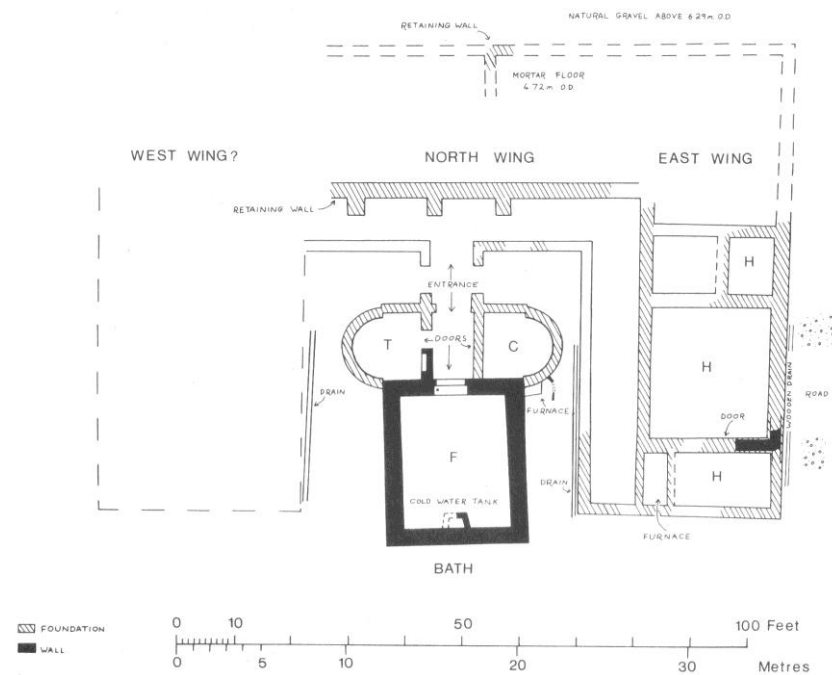 RETAINING WALL
NATURAL GRAVEL ABOVE 6.29m O.D.
MORTAR FLOOR
6.72m O.D.
WEST WING?
NORTH WING
EAST WING
RETAINING WALL
H
ENTRANCE
DOORS
T
C
H
DRAIN
FURNACE
DOOR
WOODEN DRAIN
ROAD
F
H
COLD WATER TANK
DRAIN
FURNACE
BATH
FOUNDATION
WALL
0 10 50 100 Feet
0 5 10 20 30 Metres